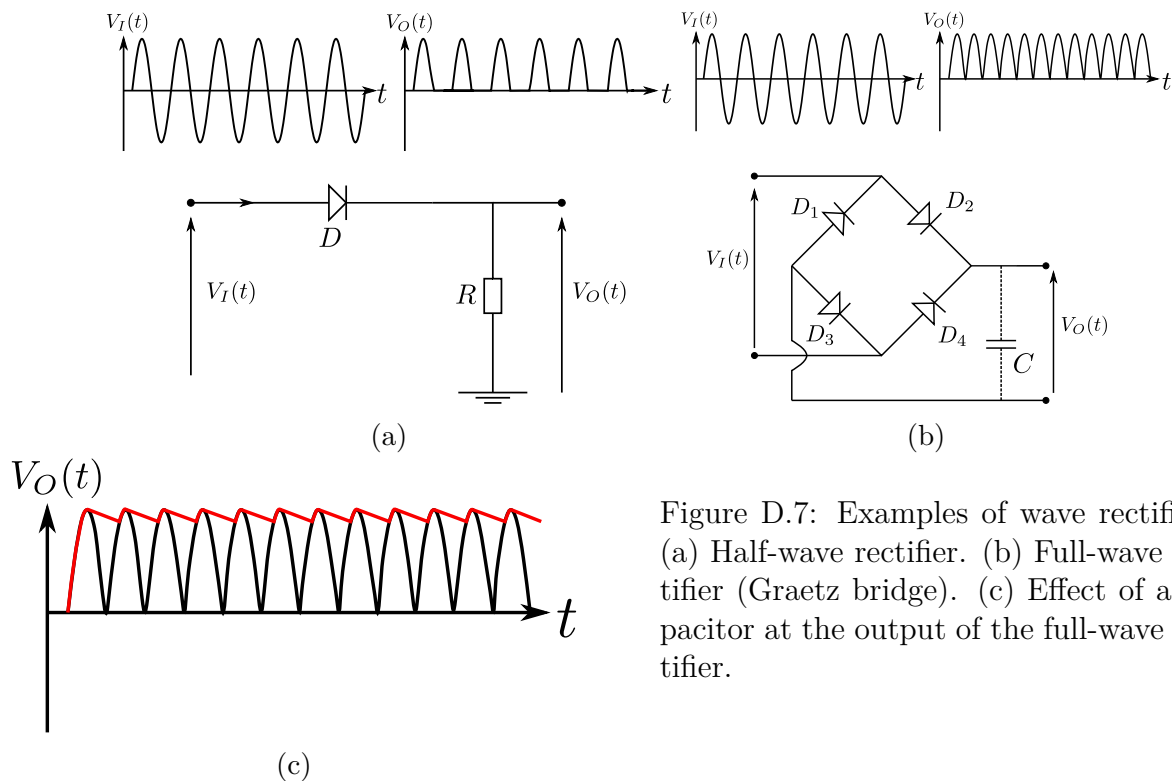 V_I(t)
t
V_O(t)
t
V_I(t)
t
V_O(t)
t
D
V_I(t)
R
V_O(t)
(a)
D_1
D_2
V_I(t)
D_3
D_4
C
V_O(t)
(b)
V_O(t)
t
(c)
Figure D.7: Examples of wave rectifi
(a) Half-wave rectifier. (b) Full-wave
tifier (Graetz bridge). (c) Effect of a
pacitor at the output of the full-wave
tifier.